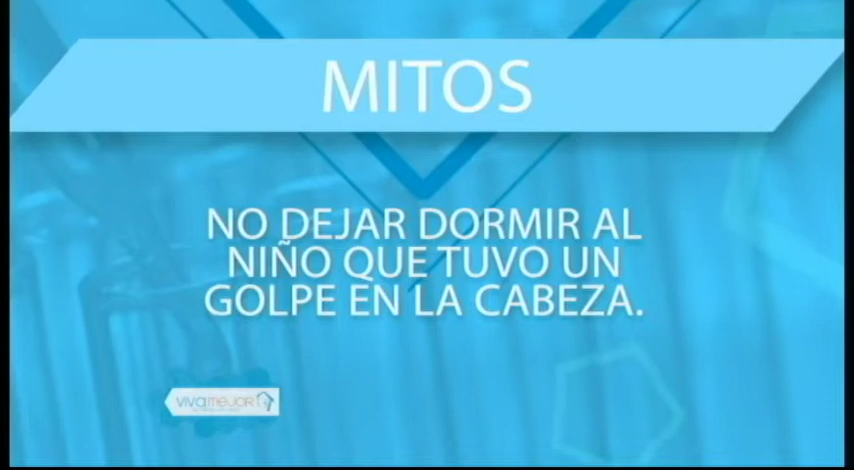 MITOS
NO DEJAR DORMIR AL
NIÑO QUE TUVO UN
GOLPE EN LA CABEZA.
vivamejor